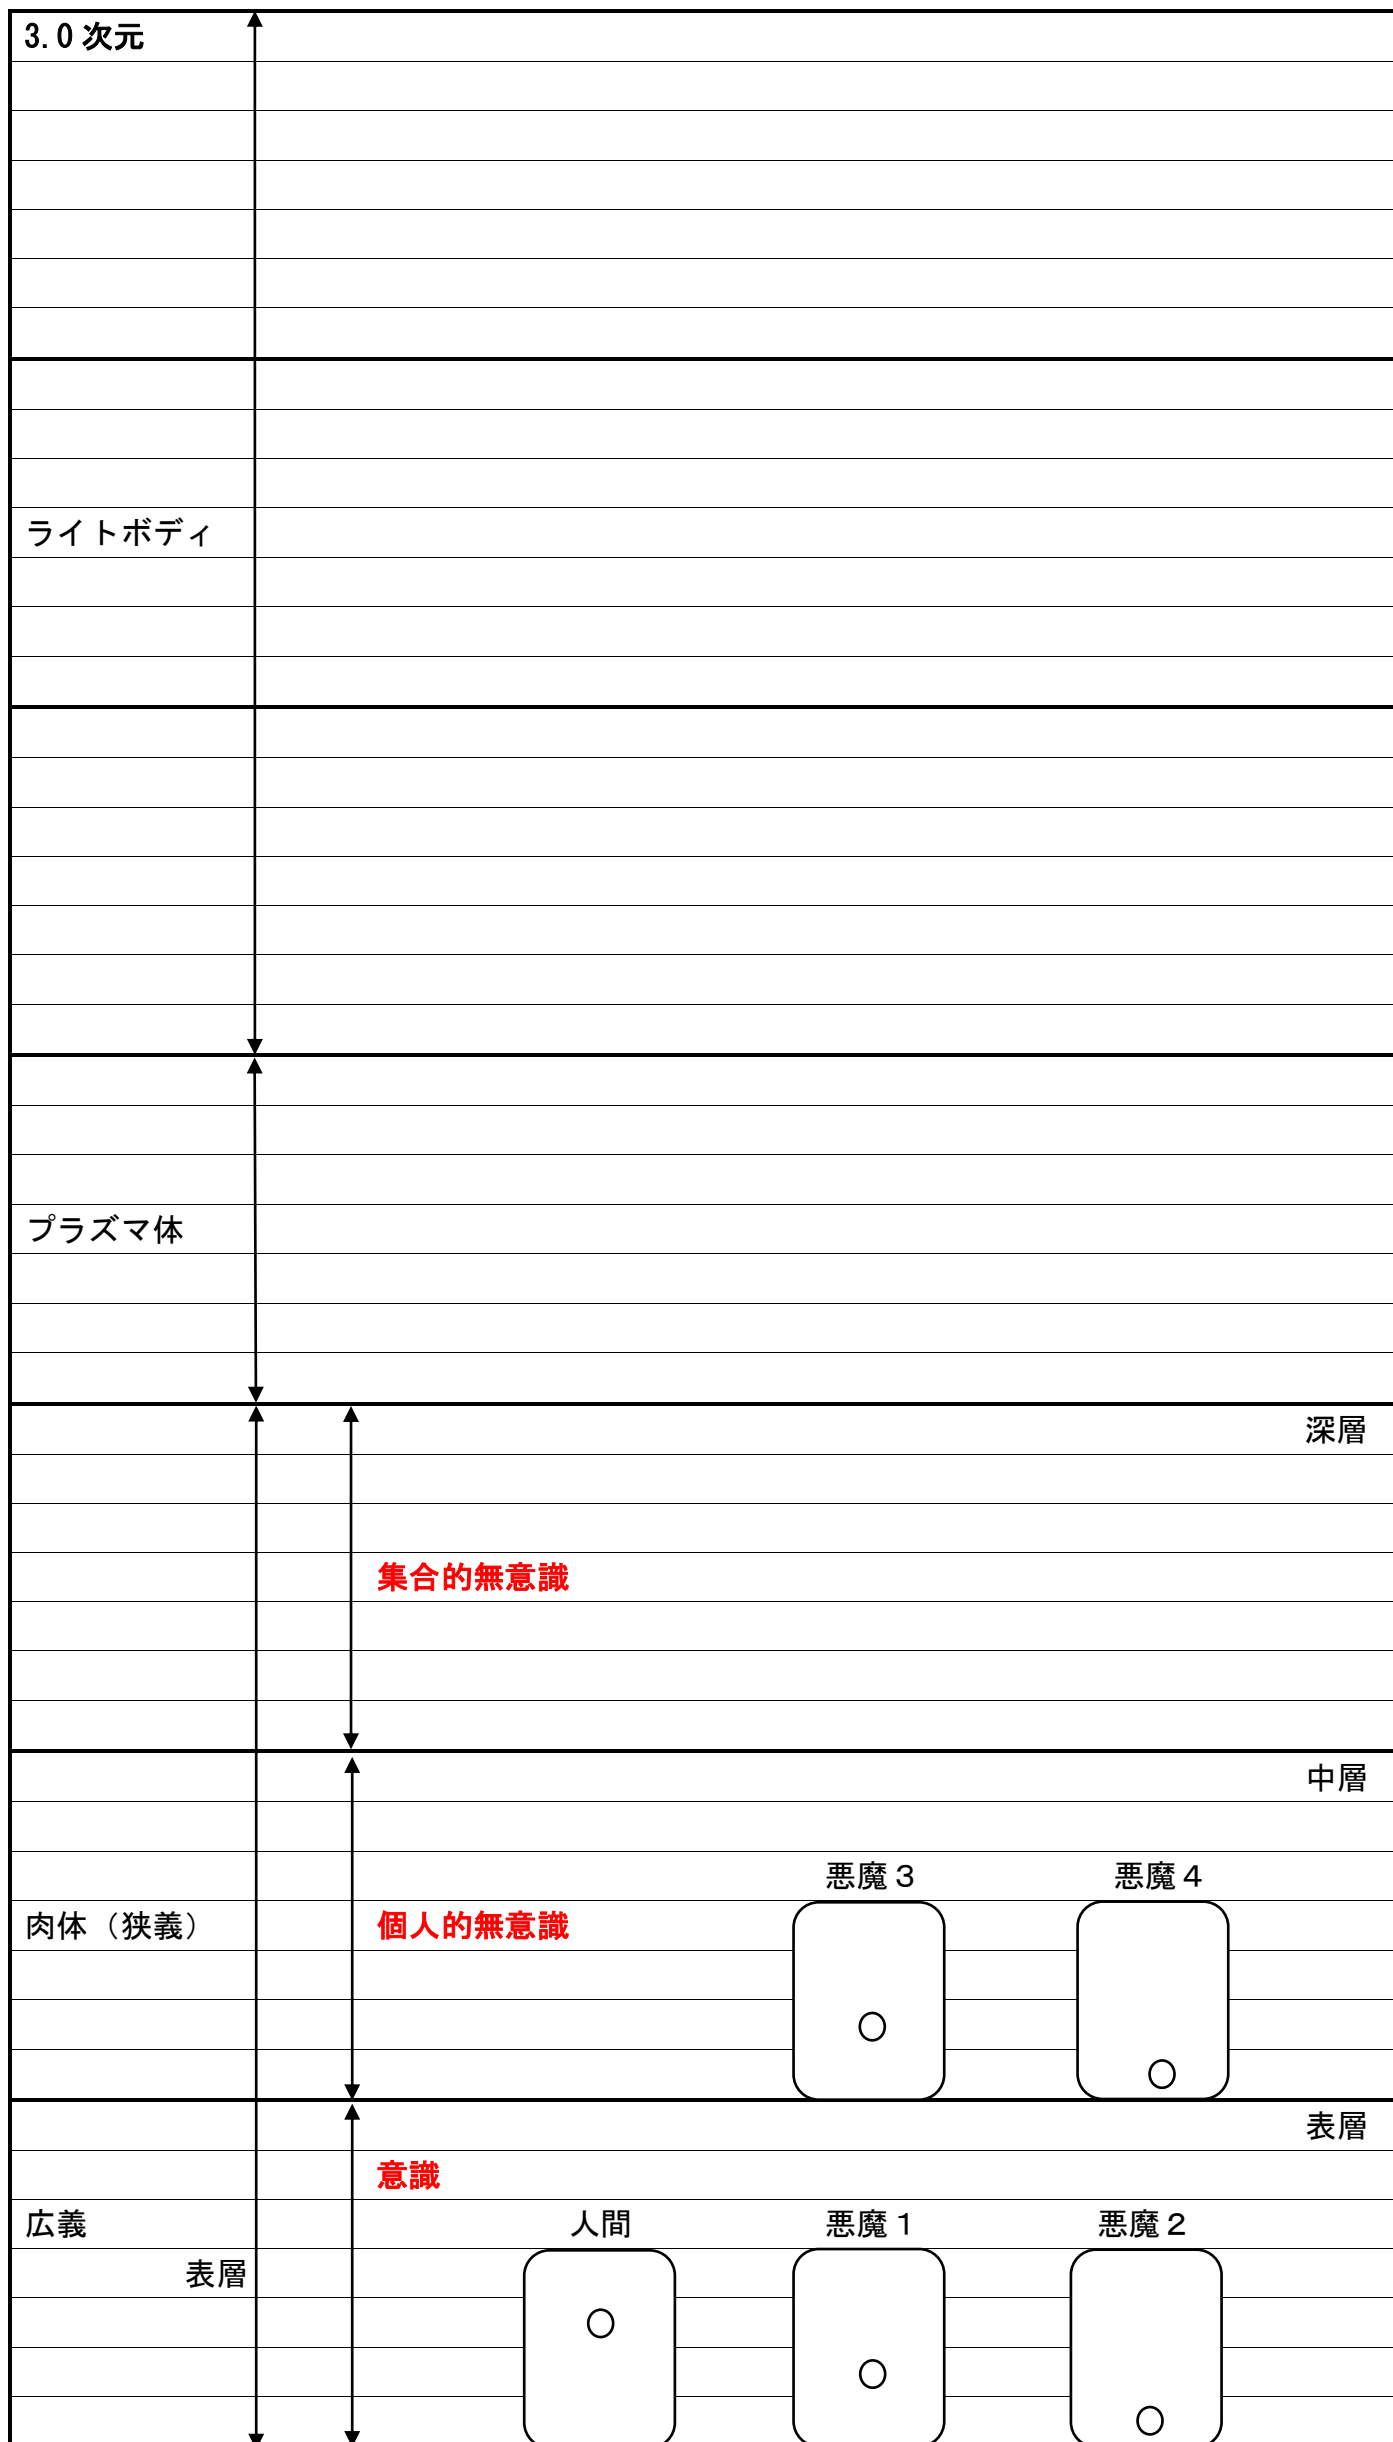 3.0 次元
ライトボディ
プラズマ体
深層
集合的無意識
中層
悪魔３ 悪魔４
肉体（狭義） 個人的無意識
表層
意識
広義 人間 悪魔１ 悪魔２
表層